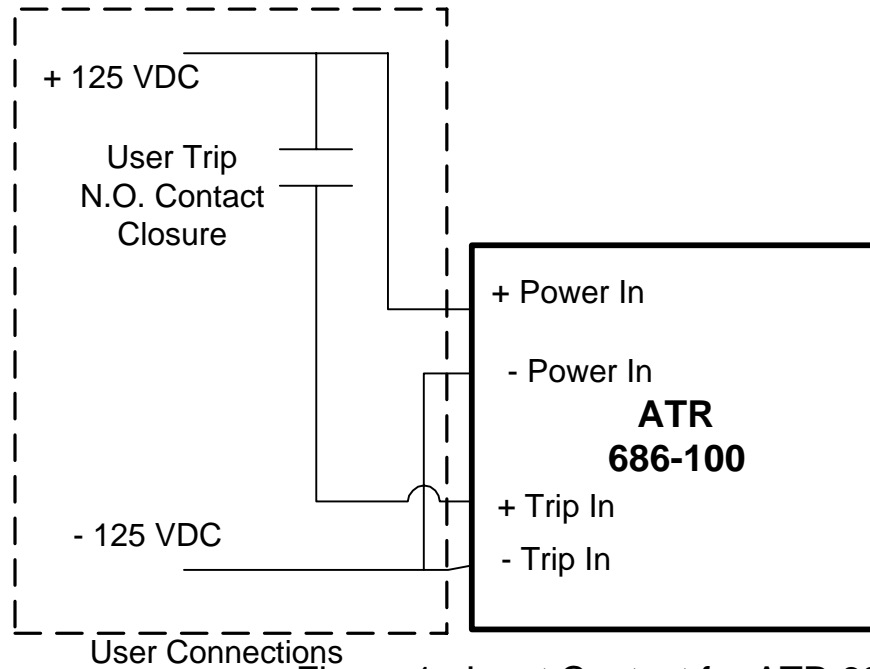 + 125 VDC
User Trip
N.O. Contact
Closure
+ Power In
- Power In
ATR
686-100
+ Trip In
- 125 VDC
- Trip In
User Connections